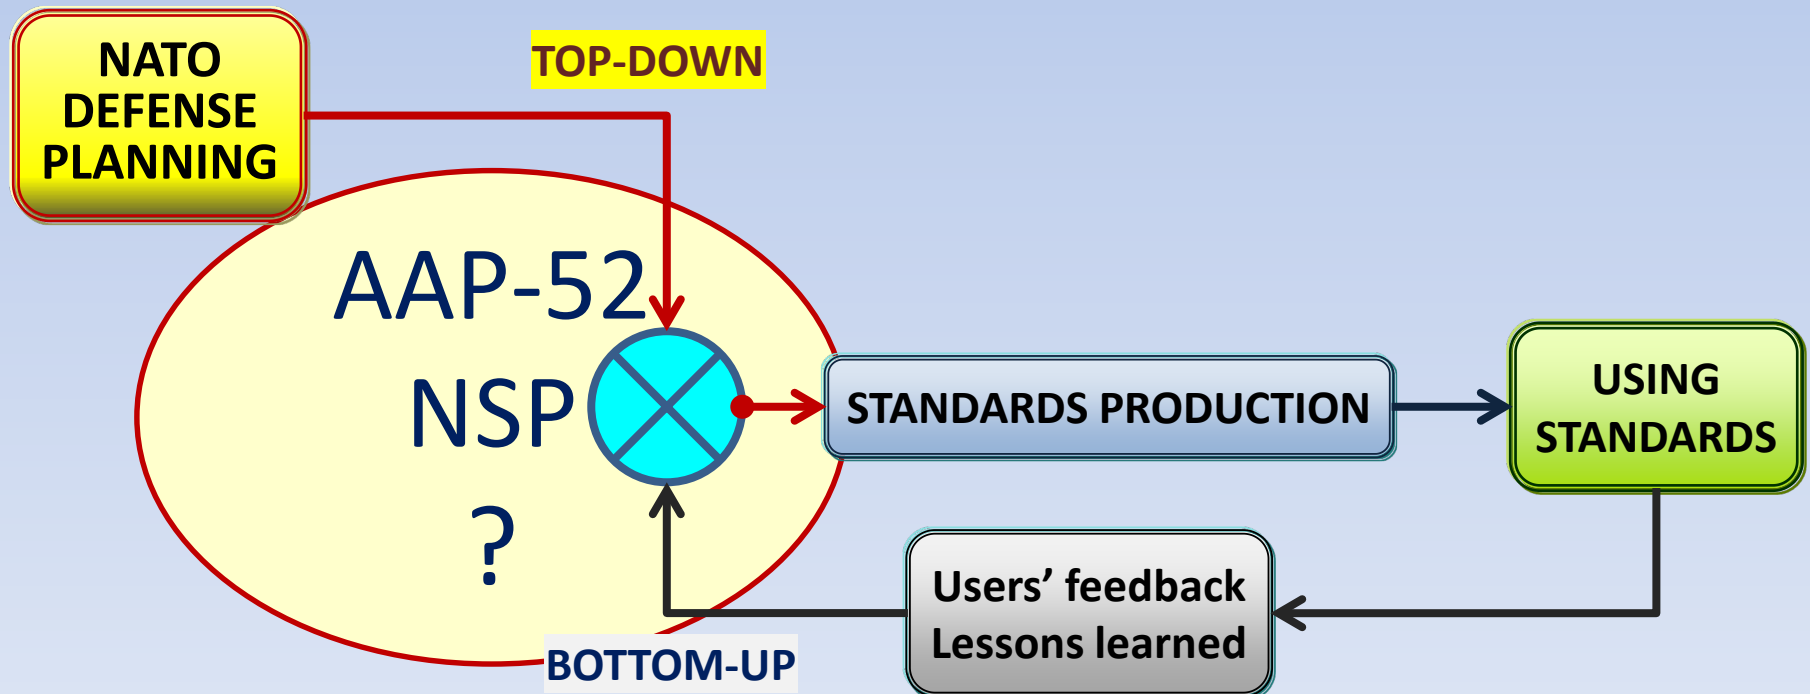 NATO
DEFENSE
PLANNING
TOP-DOWN
AAP-52
NSP
?
STANDARDS PRODUCTION
USING
STANDARDS
Users’ feedback
Lessons learned
BOTTOM-UP